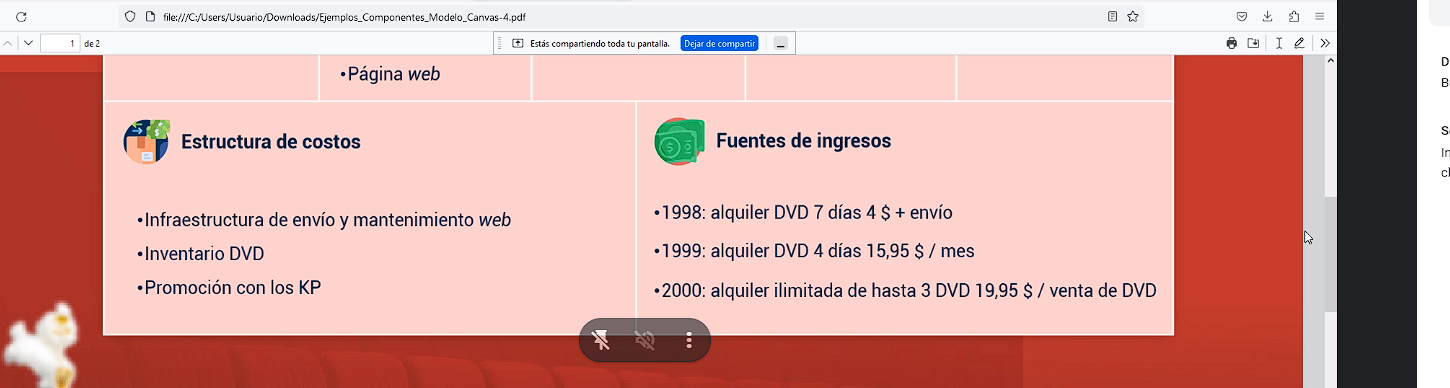 file:///C:/Users/Usuario/Downloads/Ejemplos_Componentes_Modelo_Canvas-4.pdf
1 de 2
Estás compartiendo toda tu pantalla. Dejar de compartir
•Página web
Estructura de costos
•Infraestructura de envío y mantenimiento web
•Inventario DVD
•Promoción con los KP
Fuentes de ingresos
•1998: alquiler DVD 7 días 4 $ + envío
•1999: alquiler DVD 4 días 15,95 $ / mes
•2000: alquiler ilimitada de hasta 3 DVD 19,95 $ / venta de DVD